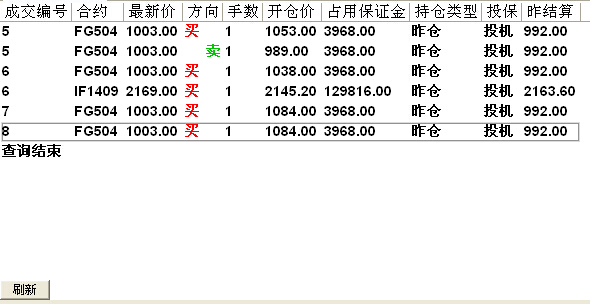 成交编号 合约 最新价 方向 手数 开仓价 占用保证金 持仓类型 投保 昨结算
5 FG504 1003.00 买 1 1053.00 3968.00 昨仓 投机 992.00
5 FG504 1003.00 卖 1 989.00 3968.00 昨仓 投机 992.00
6 FG504 1003.00 买 1 1038.00 3968.00 昨仓 投机 992.00
6 IF1409 2169.00 买 1 2145.20 129816.00 昨仓 投机 2163.60
7 FG504 1003.00 买 1 1084.00 3968.00 昨仓 投机 992.00
8 FG504 1003.00 买 1 1084.00 3968.00 昨仓 投机 992.00
查询结束
刷新